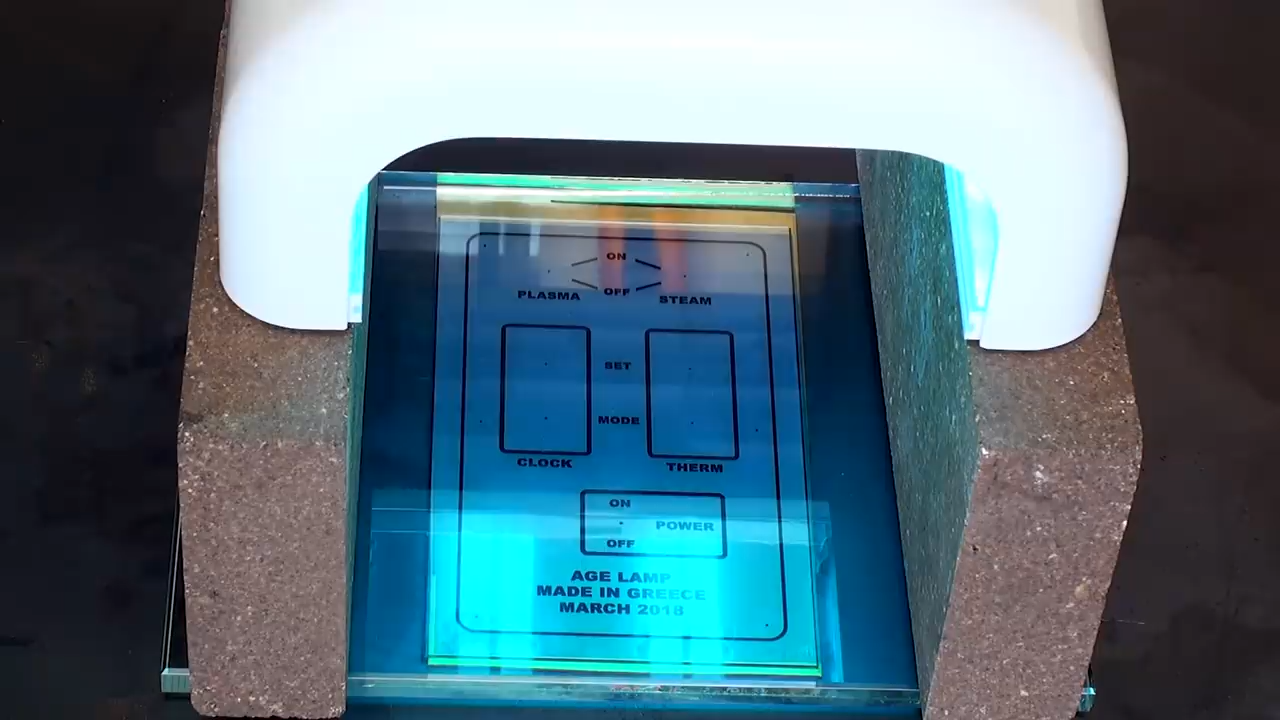 ON
OFF
PLASMA
STEAM
SET
MODE
CLOCK
THERM
ON
POWER
OFF
AGE LAMP
MADE IN GREECE
MARCH 2018